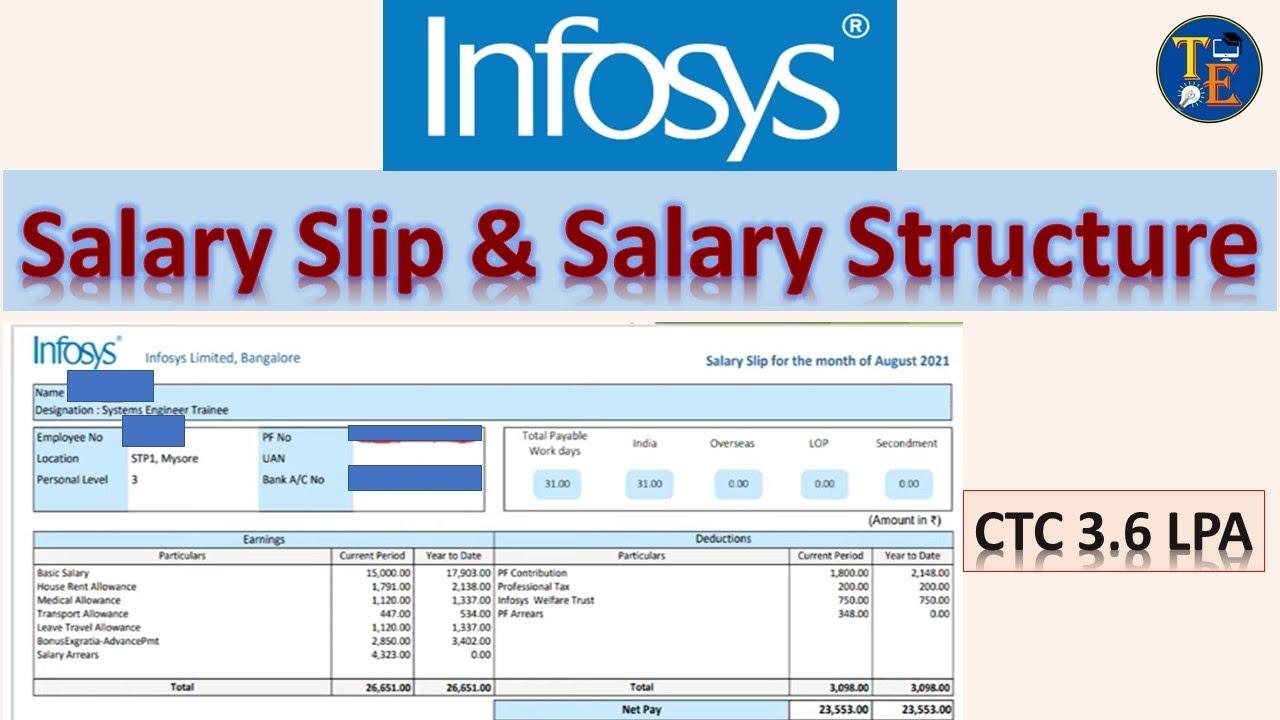 Infosys®
TE
Salary Slip & Salary Structure
Infosys® Infosys Limited, Bangalore Salary Slip for the month of August 2021
Name
Designation : Systems Engineer Trainee
Employee No PF No
Location STP1, Mysore UAN
Personal Level 3 Bank A/C No
Total Payable Work days India Overseas LOP Secondment
31.00 31.00 0.00 0.00 0.00
(Amount in ₹)
CTC 3.6 LPA
Earnings Deductions
Particulars Current Period Year to Date Particulars Current Period Year to Date
Basic Salary 15,000.00 17,903.00 PF Contribution 1,800.00 2,148.00
House Rent Allowance 1,791.00 2,138.00 Professional Tax 200.00 200.00
Medical Allowance 1,120.00 1,337.00 Infosys Welfare Trust 750.00 750.00
Transport Allowance 447.00 534.00 PF Arrears 348.00 0.00
Leave Travel Allowance 1,120.00 1,337.00
BonusExgratia-AdvancePmt 2,850.00 3,402.00
Salary Arrears 4,323.00 0.00
Total 26,651.00 26,651.00 Total 3,098.00 3,098.00
Net Pay 23,553.00 23,553.00